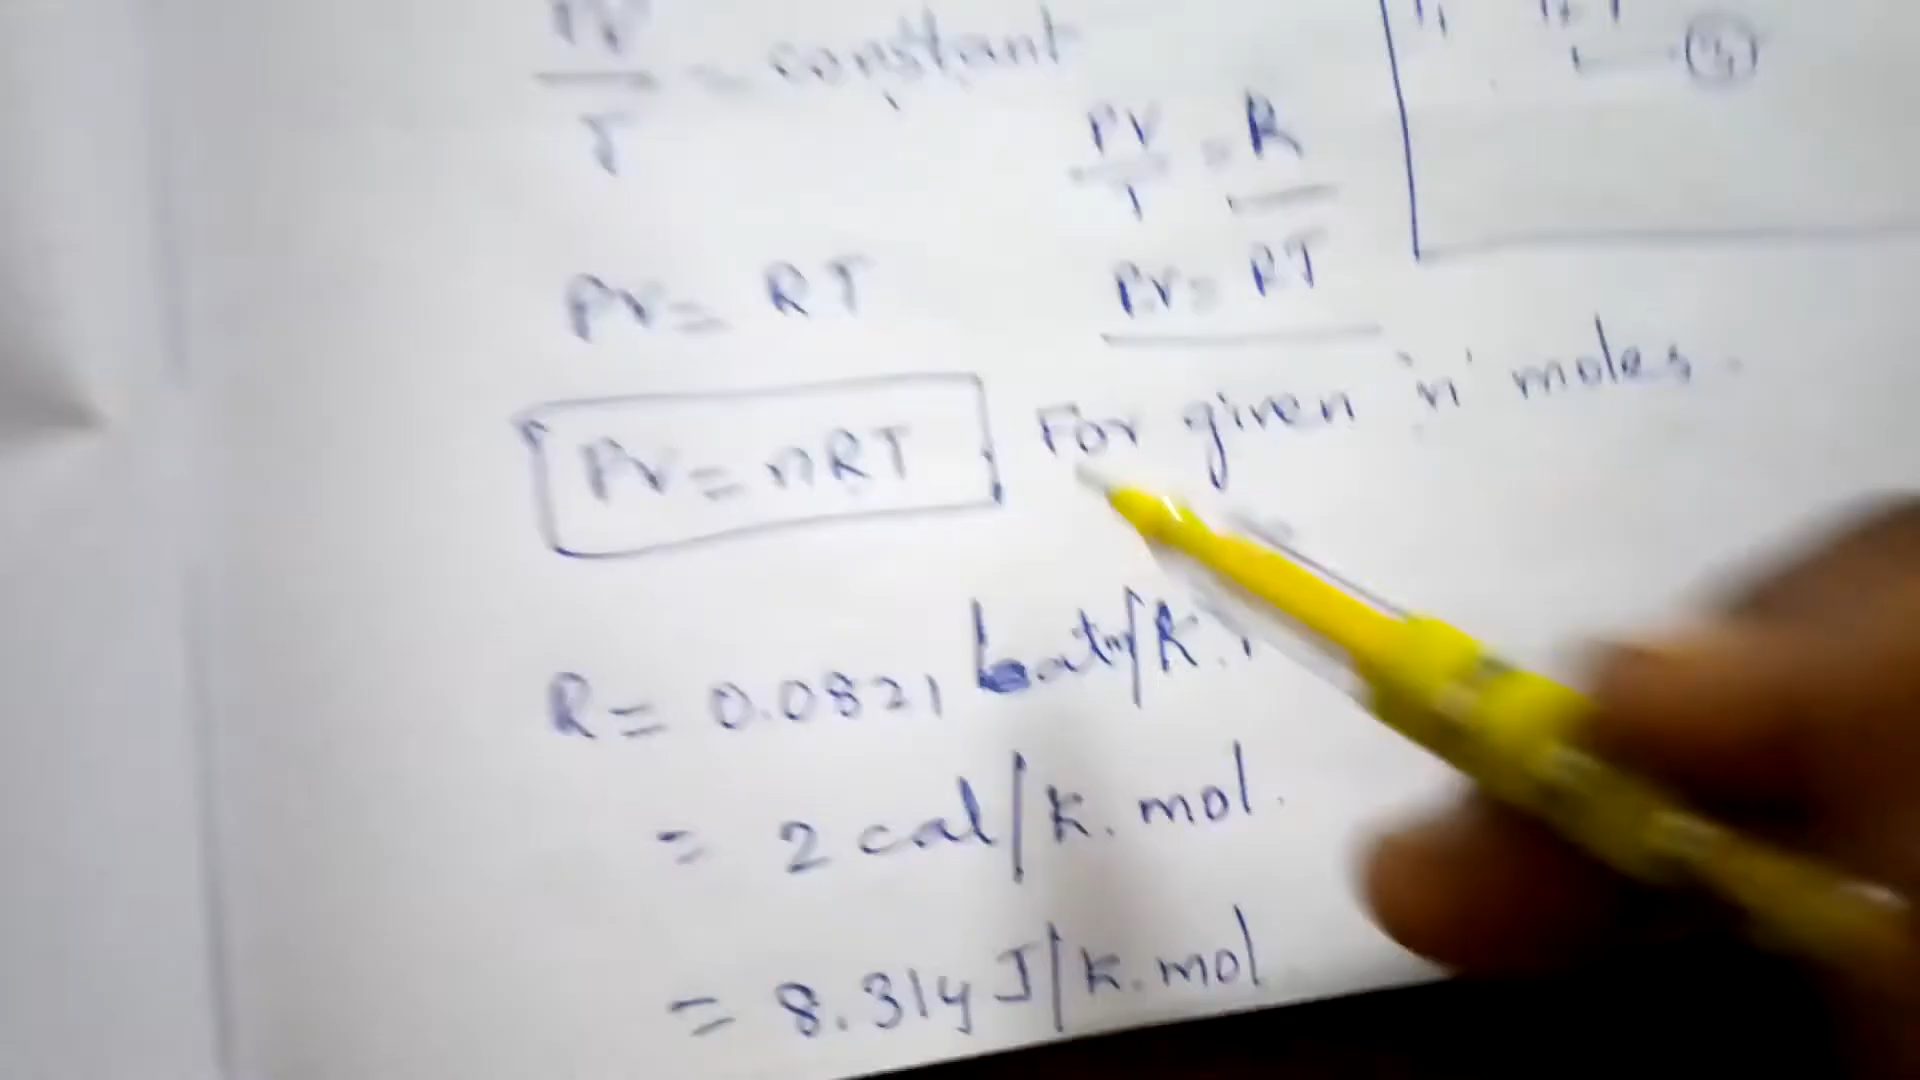 PV/T = constant
④
PV/T = R
PV = RT
PV = RT
PV = nRT For given 'n' moles.
R = 0.0821 L atm/K.
= 2 cal/K. mol.
= 8.314 J/K. mol